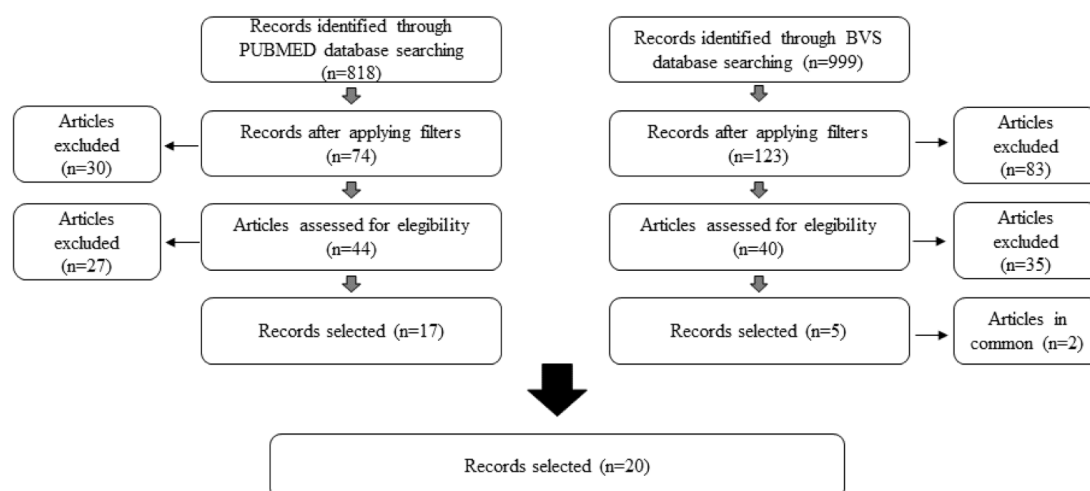 Records identified through
PUBMED database searching
(n=818)
Records identified through BVS
database searching (n=999)
Articles
excluded
(n=30)
Records after applying filters
(n=74)
Records after applying filters
(n=123)
Articles
excluded
(n=83)
Articles
excluded
(n=27)
Articles assessed for elegibility
(n=44)
Articles assessed for elegibility
(n=40)
Articles
excluded
(n=35)
Records selected (n=17)
Records selected (n=5)
Articles in
common (n=2)
Records selected (n=20)